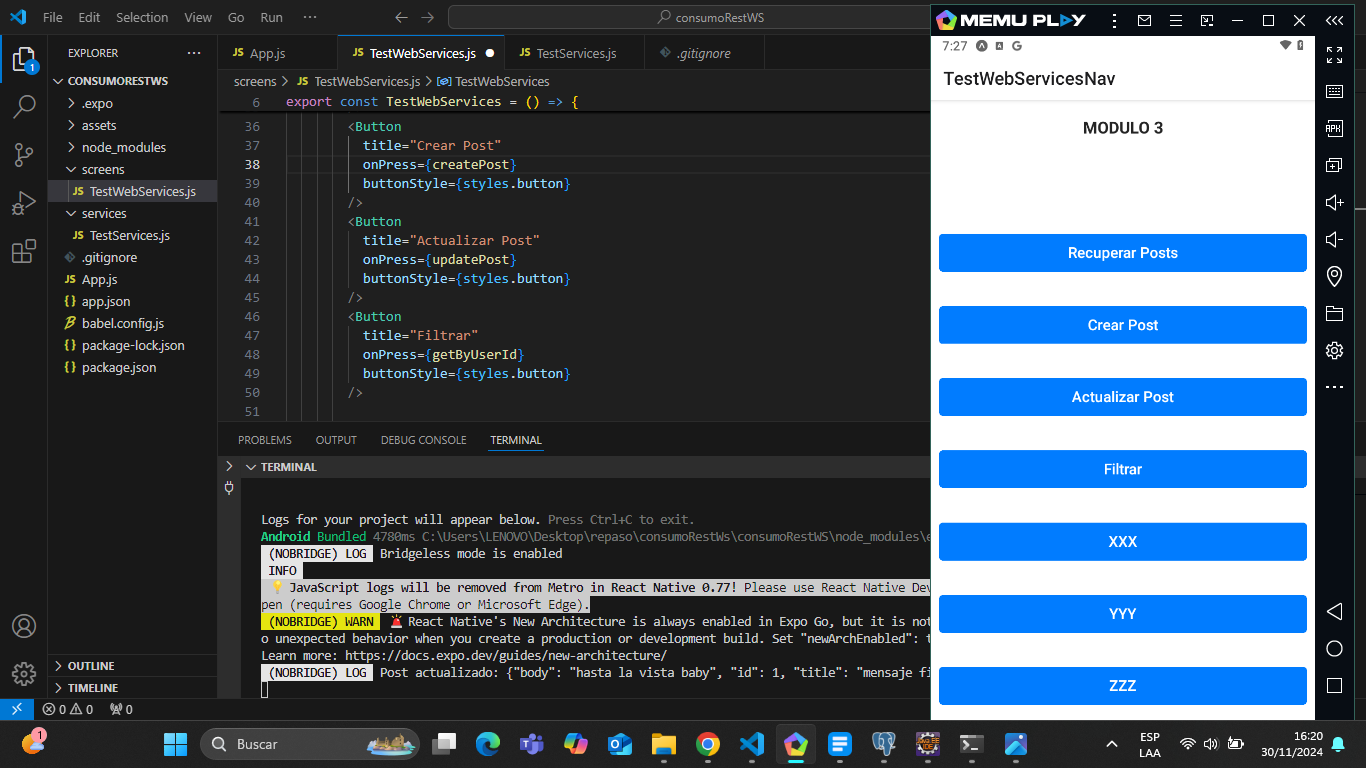 File Edit Selection View Go Run ···
consumoRestWS
EXPLORER ···
CONSUMORESTWS
.expo
assets
node_modules
screens
JS TestWebServices.js
services
JS TestServices.js
.gitignore
JS App.js
{} app.json
babel.config.js
{} package-lock.json
{} package.json
OUTLINE
TIMELINE
1
JS App.js
JS TestWebServices.js
JS TestServices.js
.gitignore
screens > JS TestWebServices.js > TestWebServices
6 export const TestWebServices = () => {
36 <Button
37 title="Crear Post"
38 onPress={createPost}
39 buttonStyle={styles.button}
40 />
41 <Button
42 title="Actualizar Post"
43 onPress={updatePost}
44 buttonStyle={styles.button}
45 />
46 <Button
47 title="Filtrar"
48 onPress={getByUserId}
49 buttonStyle={styles.button}
50 />
51
PROBLEMS OUTPUT DEBUG CONSOLE TERMINAL
TERMINAL
Logs for your project will appear below. Press Ctrl+C to exit.
Android Bundled 4780ms C:\Users\LENOVO\Desktop\repaso\consumoRestWs\consumoRestWS\node_modules\e
(NOBRIDGE) LOG Bridgeless mode is enabled
INFO
💡 JavaScript logs will be removed from Metro in React Native 0.77! Please use React Native Dev
pen (requires Google Chrome or Microsoft Edge).
(NOBRIDGE) WARN 🚨 React Native's New Architecture is always enabled in Expo Go, but it is not
o unexpected behavior when you create a production or development build. Set "newArchEnabled": t
Learn more: https://docs.expo.dev/guides/new-architecture/
(NOBRIDGE) LOG Post actualizado: {"body": "hasta la vista baby", "id": 1, "title": "mensaje fi
0 0 0
MEMU PLAY
7:27
TestWebServicesNav
MODULO 3
Recuperar Posts
Crear Post
Actualizar Post
Filtrar
XXX
YYY
ZZZ
APK
1
Buscar
ESP
LAA
16:20
30/11/2024